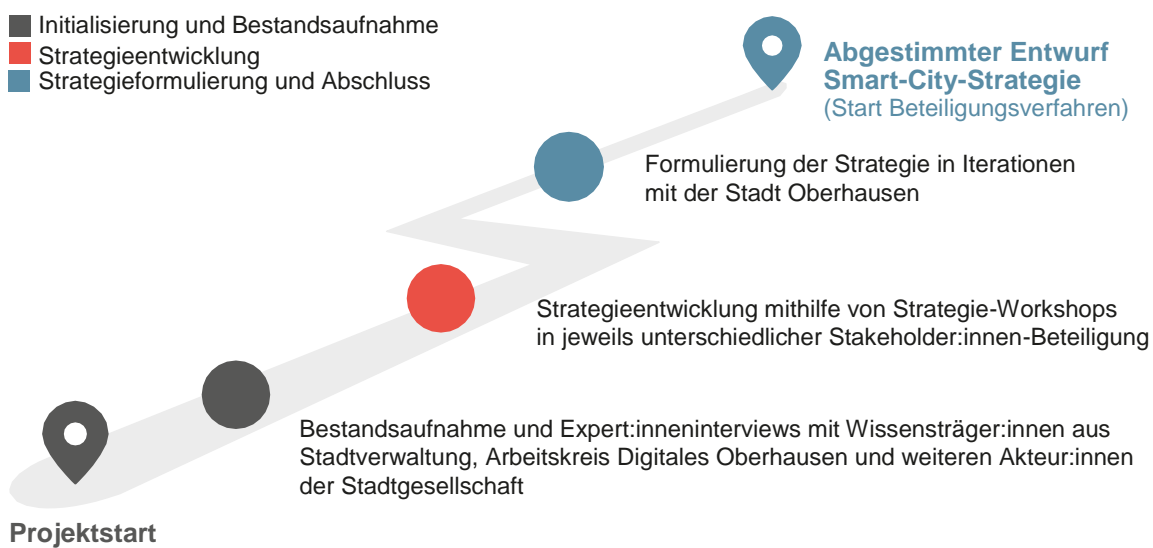 Initialisierung und Bestandsaufnahme
Strategieentwicklung
Strategieformulierung und Abschluss
Abgestimmter Entwurf
Smart-City-Strategie
(Start Beteiligungsverfahren)
Formulierung der Strategie in Iterationen
mit der Stadt Oberhausen
Strategieentwicklung mithilfe von Strategie-Workshops
in jeweils unterschiedlicher Stakeholder:innen-Beteiligung
Bestandsaufnahme und Expert:inneninterviews mit Wissensträger:innen aus
Stadtverwaltung, Arbeitskreis Digitales Oberhausen und weiteren Akteur:innen
der Stadtgesellschaft
Projektstart